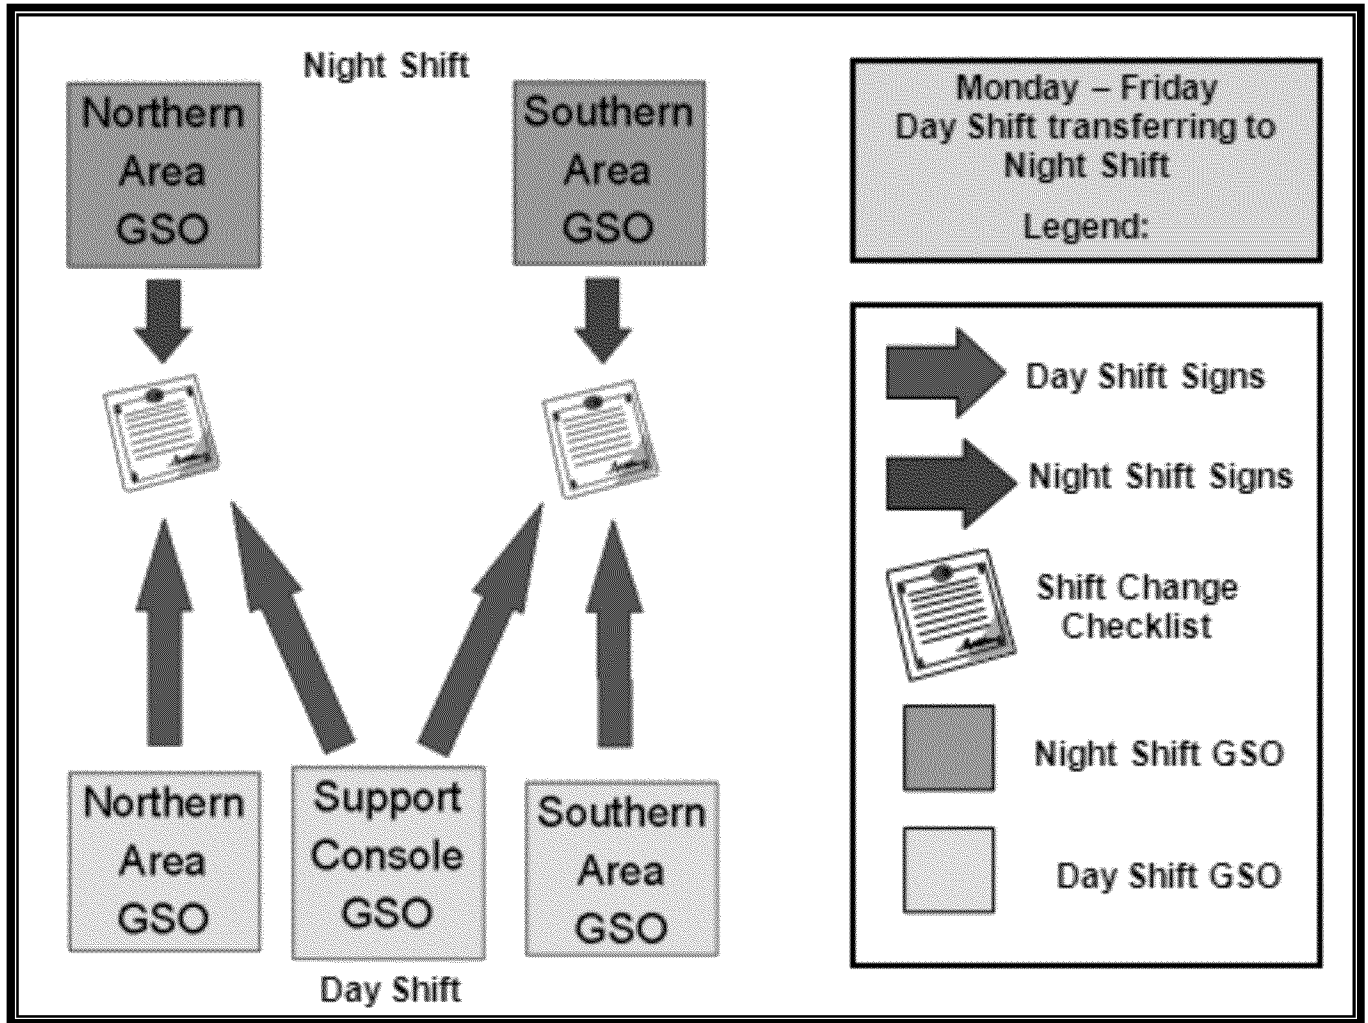 Night Shift
Northern
Area
GSO
Southern
Area
GSO
Monday – Friday
Day Shift transferring to
Night Shift
Legend:
Day Shift Signs
Night Shift Signs
Shift Change
Checklist
Night Shift GSO
Day Shift GSO
Northern
Area
GSO
Support
Console
GSO
Southern
Area
GSO
Day Shift